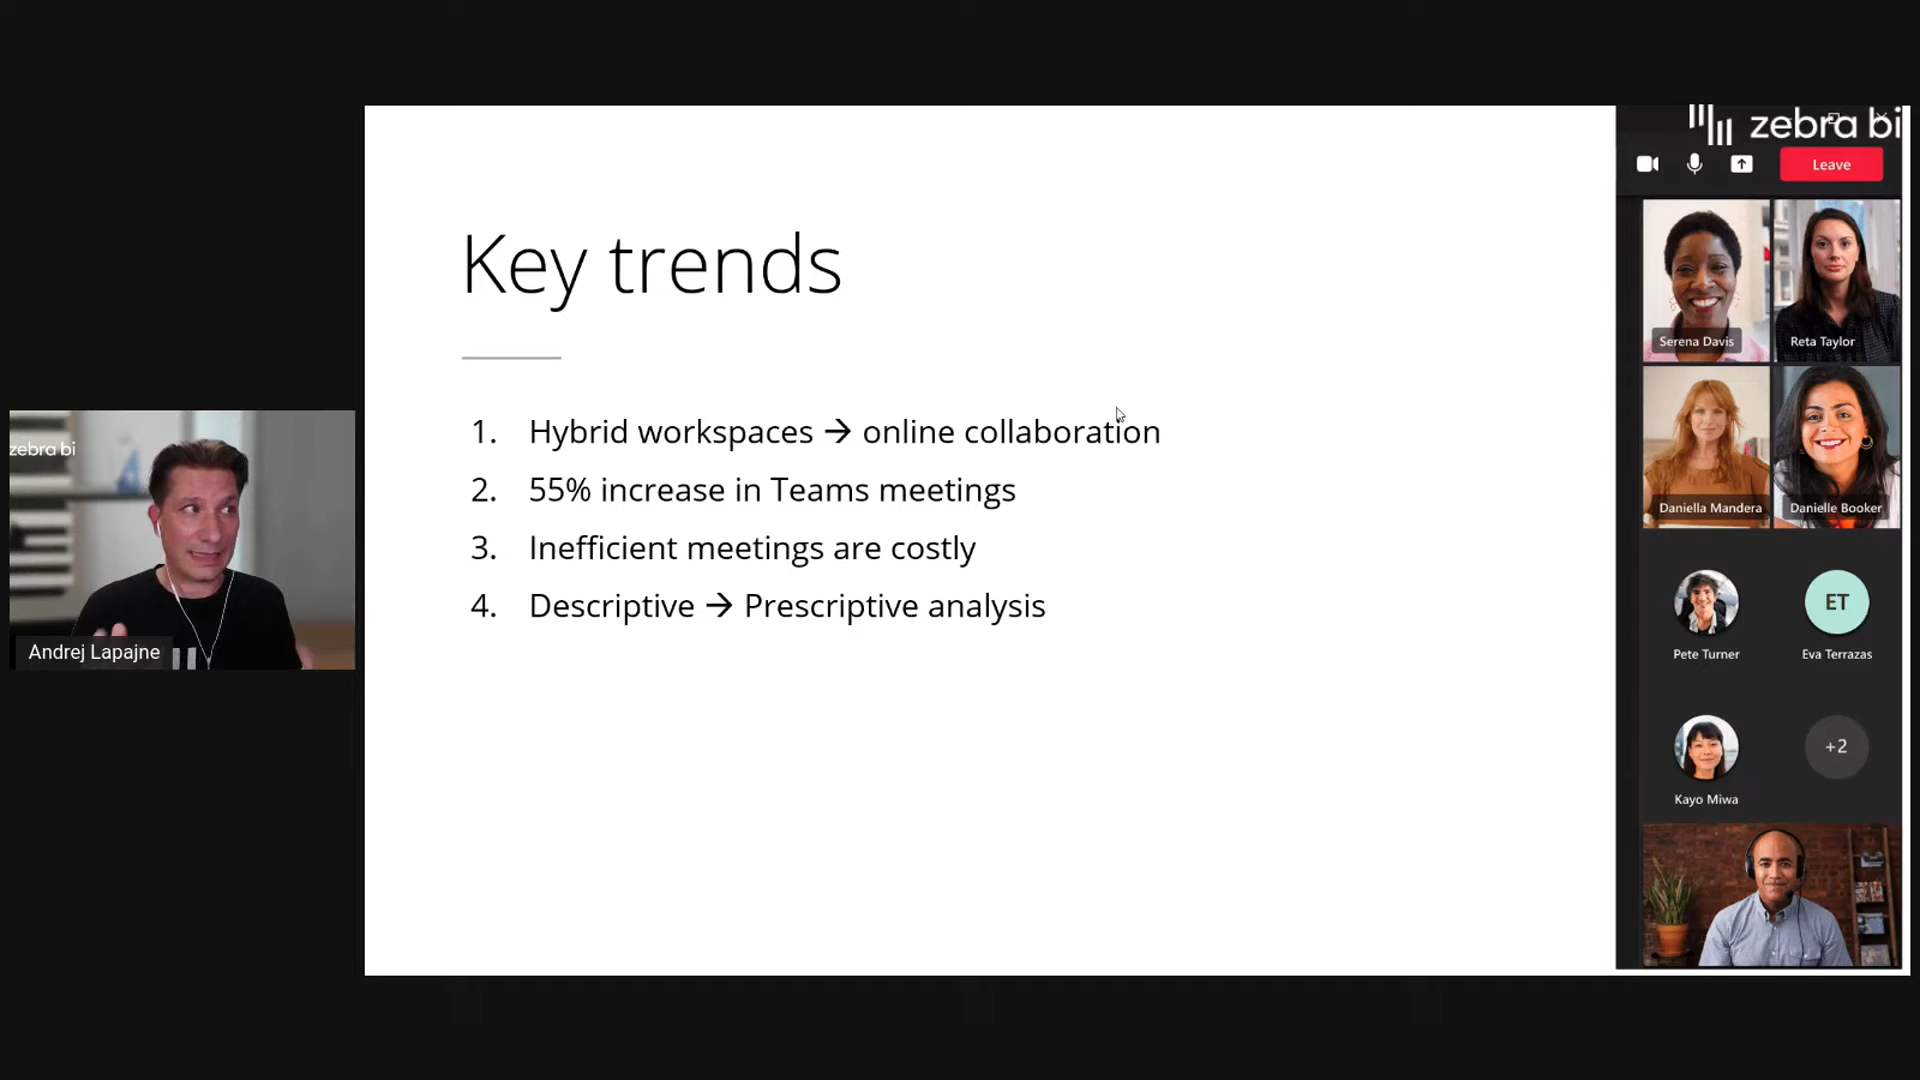 zebra bi
Leave
Key trends
1. Hybrid workspaces → online collaboration
2. 55% increase in Teams meetings
3. Inefficient meetings are costly
4. Descriptive → Prescriptive analysis
zebra bi
Andrej Lapajne
Serena Davis
Reta Taylor
Daniella Mandera
Danielle Booker
ET
Pete Turner
Eva Terrazas
+2
Kayo Miwa